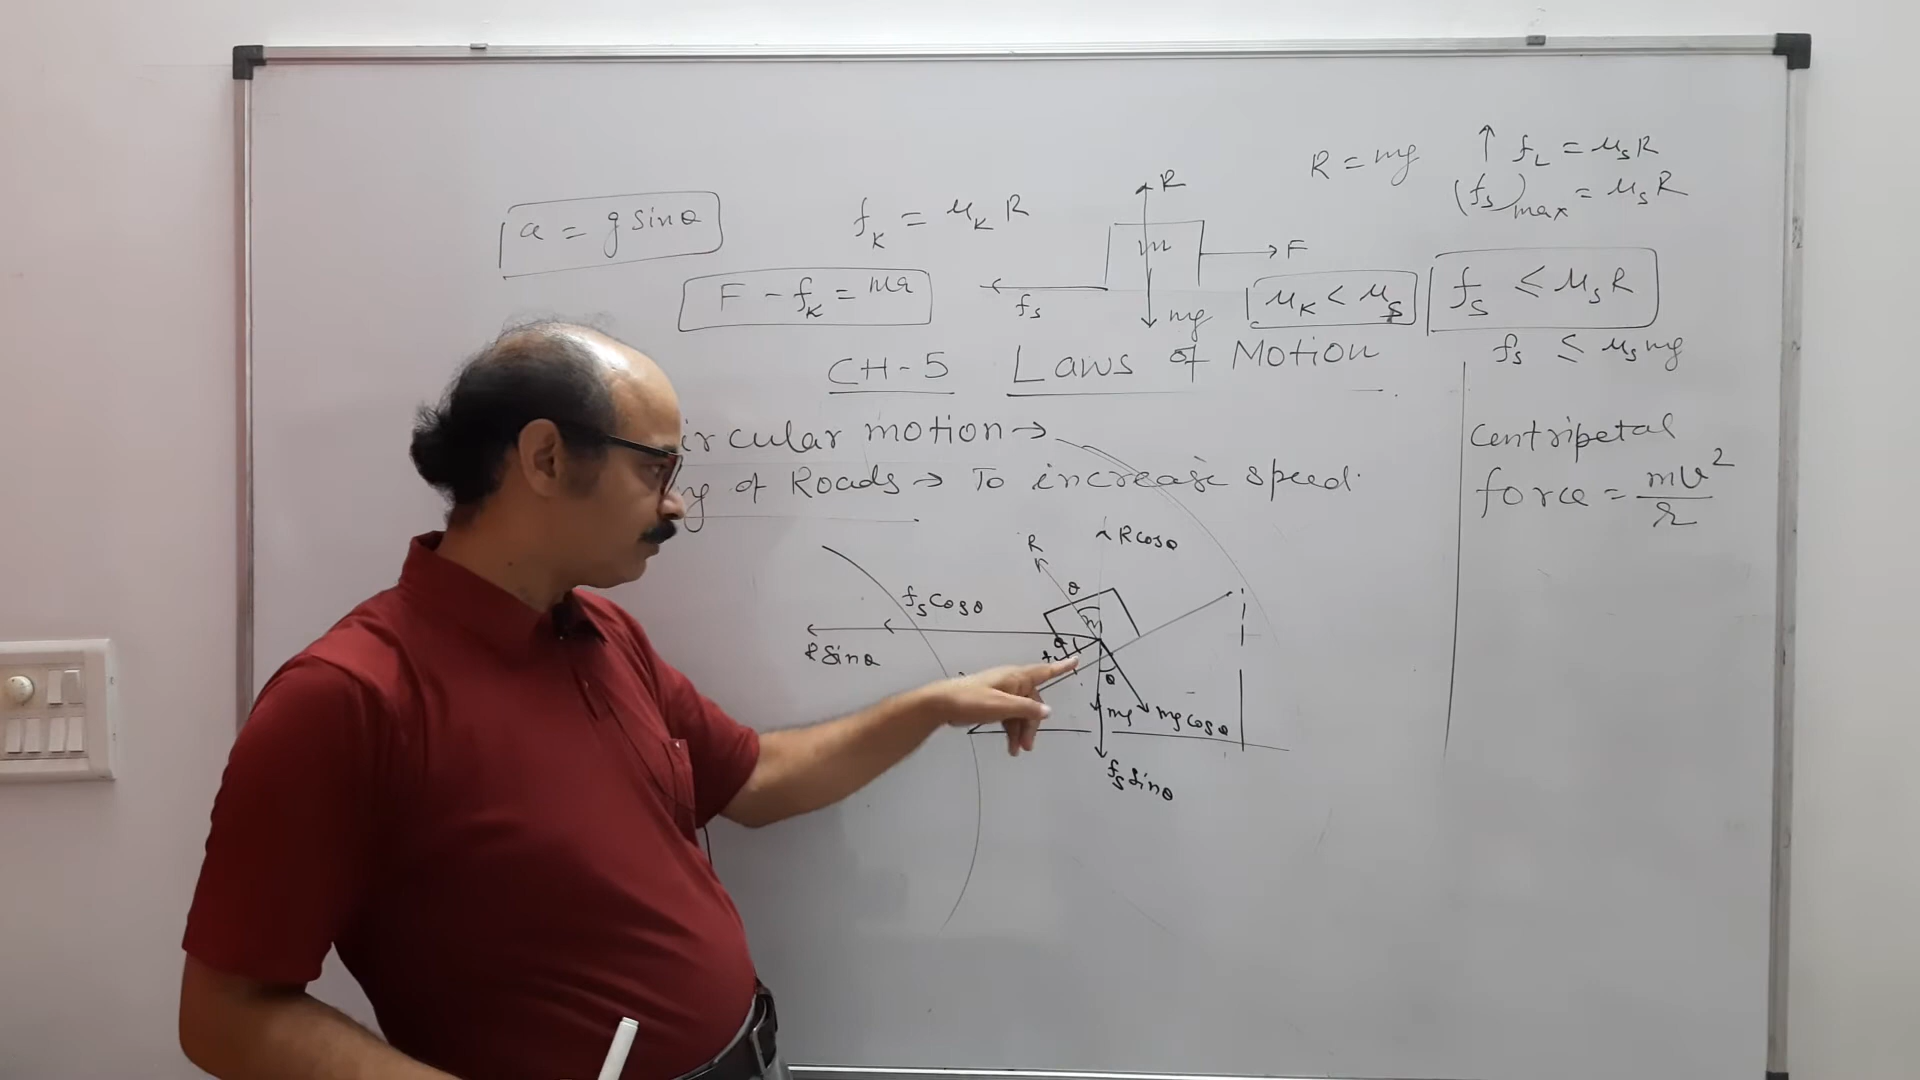 R = mg
↑ f_L = μ_s R
(f_s)_max = μ_s R
a = g sinθ
f_K = μ_K R
R
m
F
f_s
mg
F - f_K = ma
μ_K < μ_s
f_s ≤ μ_s R
f_s ≤ μ_s mg
CH-5 Laws of Motion
ircular motion →
ng of Roads → To increase speed.
Centripetal
force = mv²/r
R
R cosθ
θ
f_s cosθ
R sinθ
m
θ
θ
mg
mg cosθ
f_s sinθ